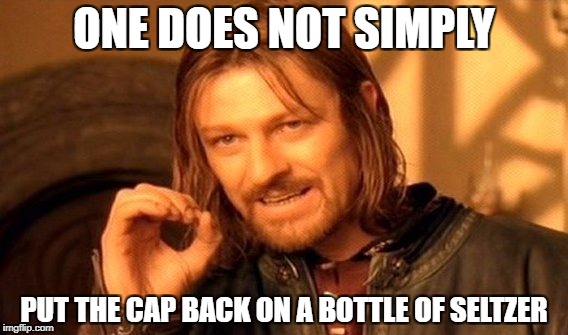 ONE DOES NOT SIMPLY
PUT THE CAP BACK ON A BOTTLE OF SELTZER
imgflip.com